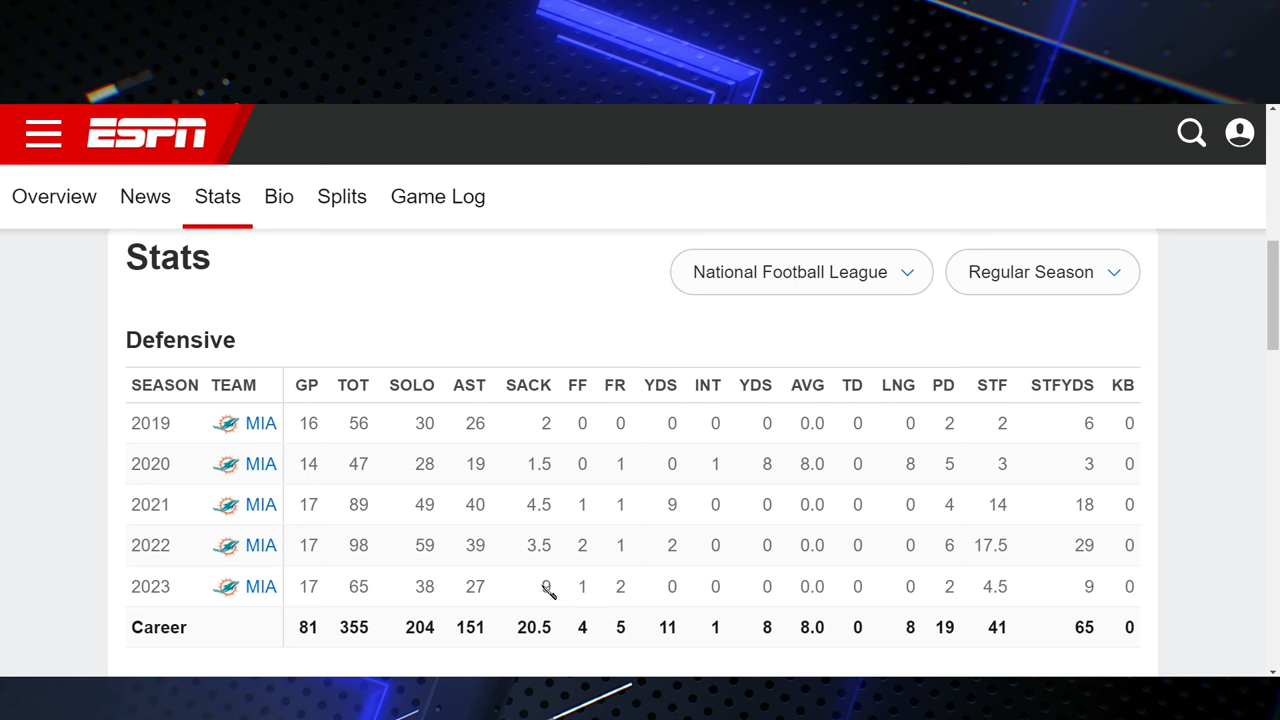 ESPN
Overview News Stats Bio Splits Game Log
Stats
National Football League Regular Season
Defensive
SEASON TEAM GP TOT SOLO AST SACK FF FR YDS INT YDS AVG TD LNG PD STF STFYDS KB
2019 MIA 16 56 30 26 2 0 0 0 0 0 0.0 0 0 2 2 6 0
2020 MIA 14 47 28 19 1.5 0 1 0 1 8 8.0 0 8 5 3 3 0
2021 MIA 17 89 49 40 4.5 1 1 9 0 0 0.0 0 0 4 14 18 0
2022 MIA 17 98 59 39 3.5 2 1 2 0 0 0.0 0 0 6 17.5 29 0
2023 MIA 17 65 38 27 9 1 2 0 0 0 0.0 0 0 2 4.5 9 0
Career 81 355 204 151 20.5 4 5 11 1 8 8.0 0 8 19 41 65 0